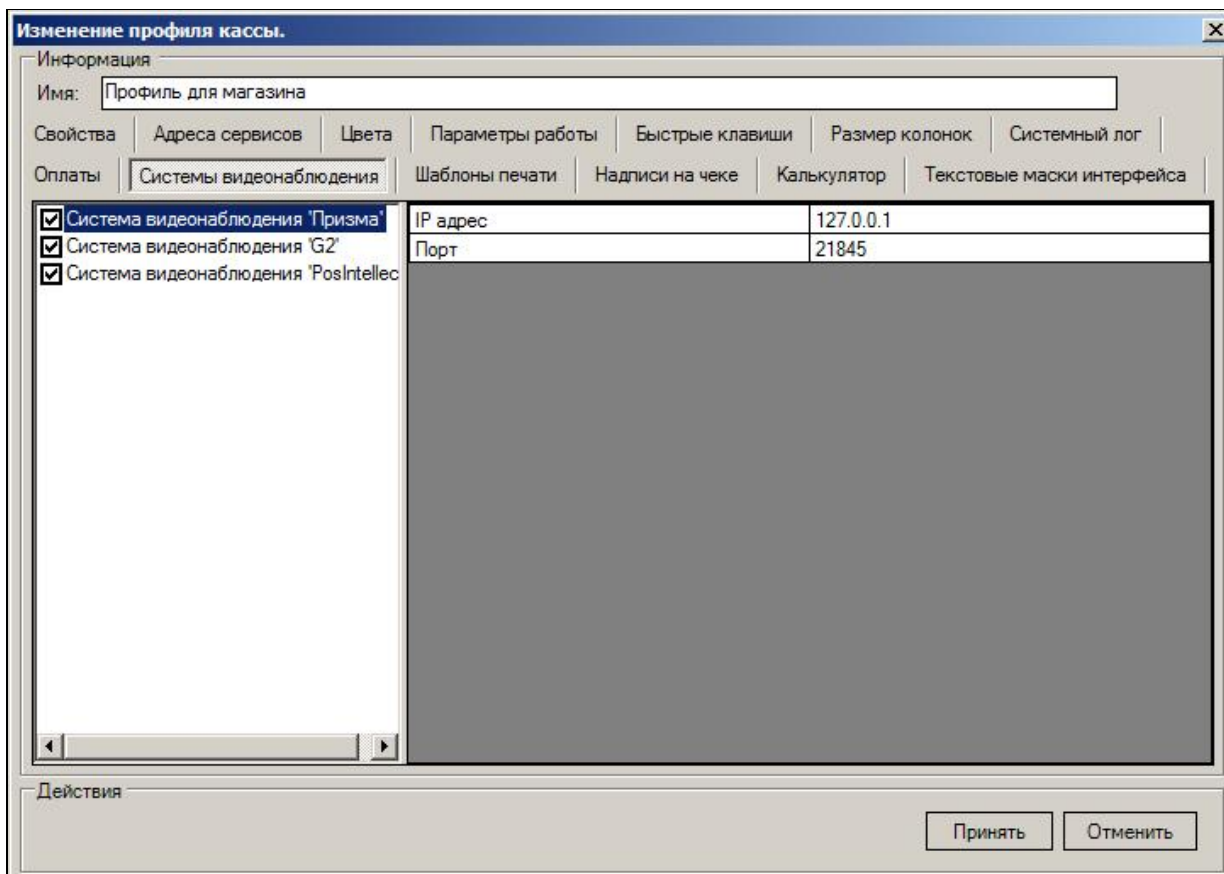 Изменение профиля кассы.
Информация
Имя: Профиль для магазина
Свойства Адреса сервисов Цвета Параметры работы Быстрые клавиши Размер колонок Системный лог
Оплаты Системы видеонаблюдения Шаблоны печати Надписи на чеке Калькулятор Текстовые маски интерфейса
Система видеонаблюдения 'Призма' IP адрес 127.0.0.1
Система видеонаблюдения 'G2' Порт 21845
Система видеонаблюдения 'PosIntellec
Действия
Принять Отменить